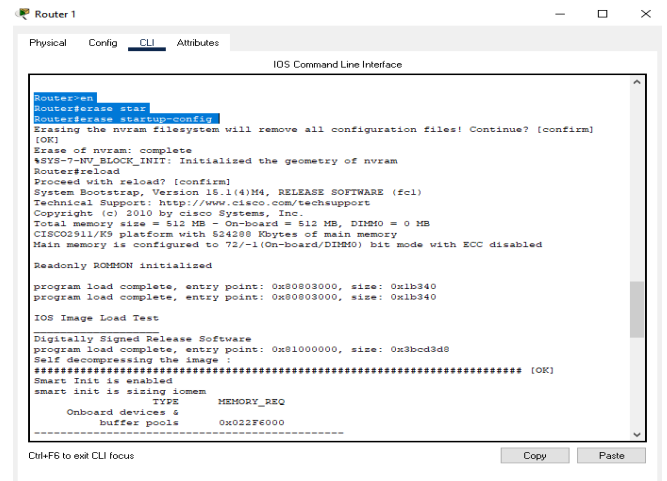 Router 1
Physical Config CLI Attributes
IOS Command Line Interface
Router>en
Router#erase star
Router#erase startup-config
Erasing the nvram filesystem will remove all configuration files! Continue? [confirm]
[OK]
Erase of nvram: complete
%SYS-7-NV_BLOCK_INIT: Initialized the geometry of nvram
Router#reload
Proceed with reload? [confirm]
System Bootstrap, Version 15.1(4)M4, RELEASE SOFTWARE (fc1)
Technical Support: http://www.cisco.com/techsupport
Copyright (c) 2010 by cisco Systems, Inc.
Total memory size = 512 MB - On-board = 512 MB, DIMM0 = 0 MB
CISCO2911/K9 platform with 524288 Kbytes of main memory
Main memory is configured to 72/-1(On-board/DIMM0) bit mode with ECC disabled
Readonly ROMMON initialized
program load complete, entry point: 0x80803000, size: 0x1b340
program load complete, entry point: 0x80803000, size: 0x1b340
IOS Image Load Test
___________________
Digitally Signed Release Software
program load complete, entry point: 0x81000000, size: 0x3bcd3d8
Self decompressing the image :
########################################################################## [OK]
Smart Init is enabled
smart init is sizing iomem
TYPE MEMORY_REQ
Onboard devices &
buffer pools 0x022F6000
-----------------------------------------------
Ctrl+F6 to exit CLI focus
Copy Paste